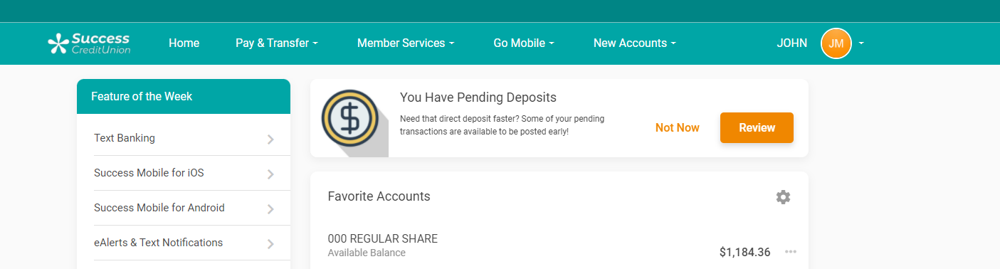 Success
CreditUnion
Home
Pay & Transfer
Member Services
Go Mobile
New Accounts
JOHN
JM
Feature of the Week
Text Banking
Success Mobile for iOS
Success Mobile for Android
eAlerts & Text Notifications
$
You Have Pending Deposits
Need that direct deposit faster? Some of your pending
transactions are available to be posted early!
Not Now
Review
Favorite Accounts
000 REGULAR SHARE
Available Balance
$1,184.36